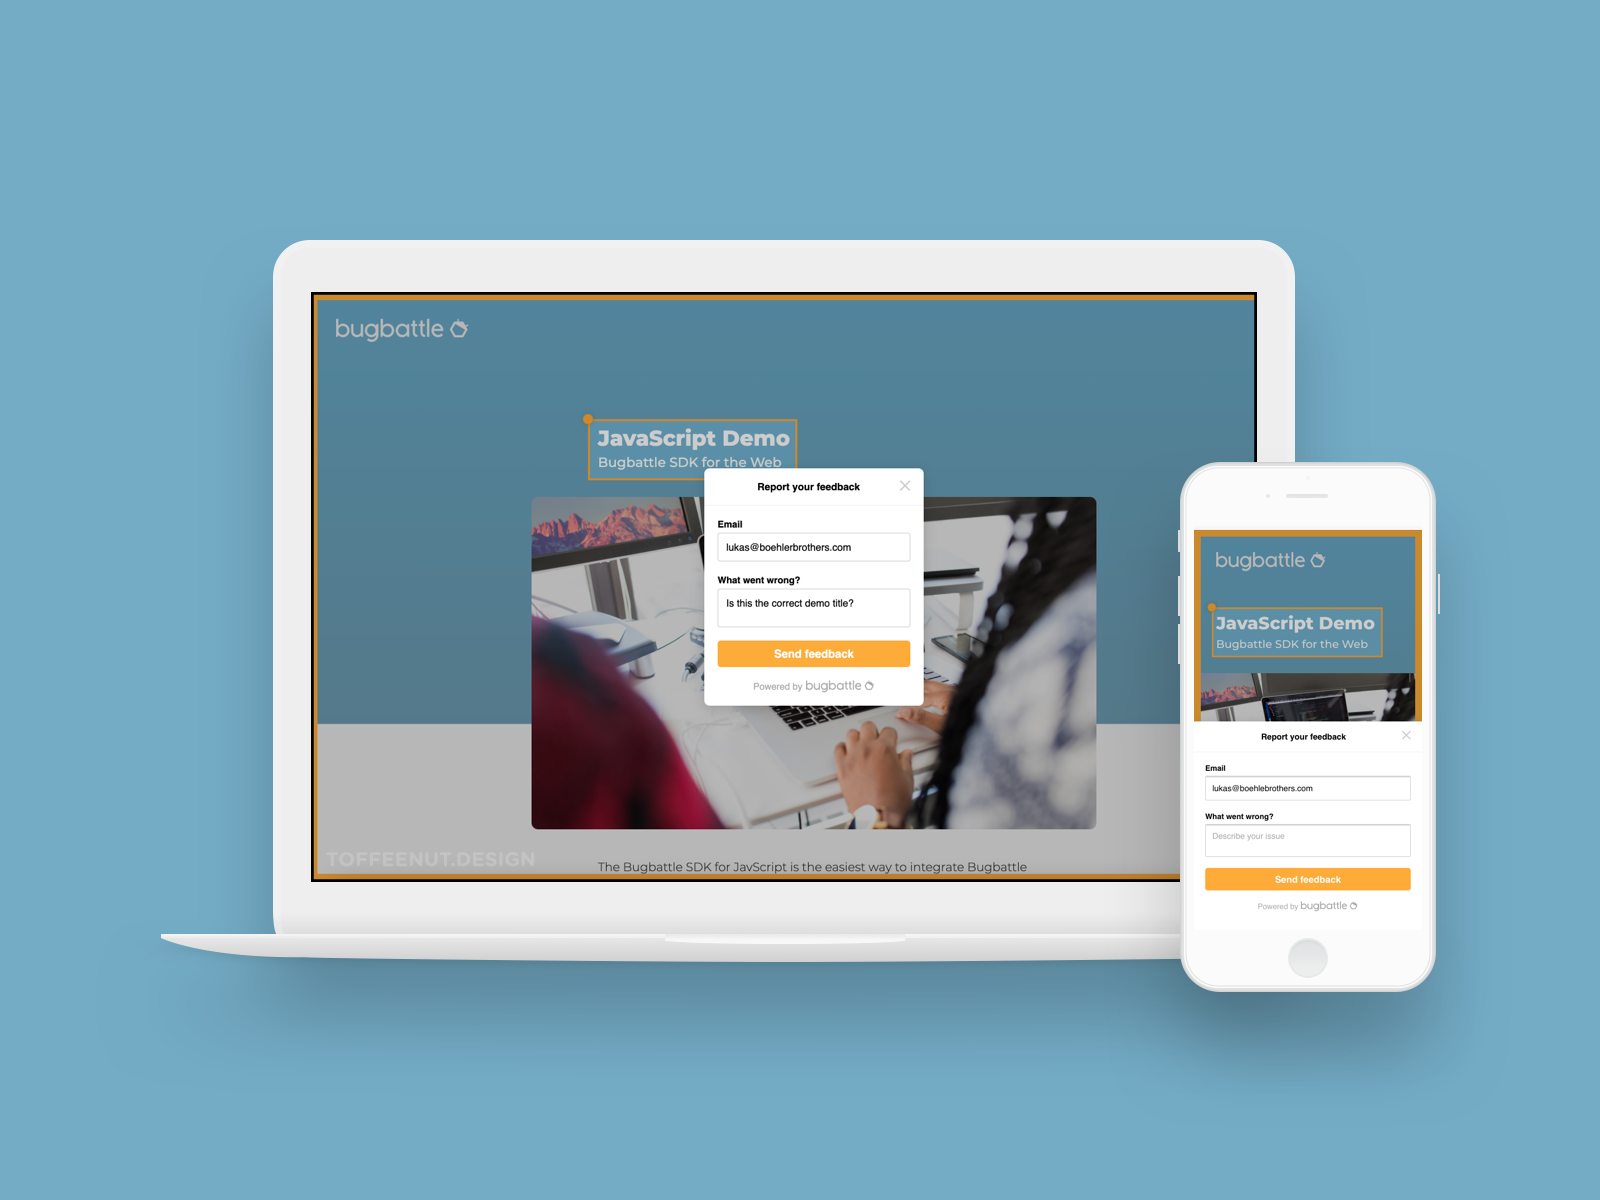 bugbattle
JavaScript Demo
Bugbattle SDK for the Web
Report your feedback
Email
lukas@boehlerbrothers.com
What went wrong?
Is this the correct demo title?
Send feedback
Powered by bugbattle
TOFFEENUT.DESIGN
The Bugbattle SDK for JavScript is the easiest way to integrate Bugbattle
bugbattle
JavaScript Demo
Bugbattle SDK for the Web
Report your feedback
Email
lukas@boehlebrothers.com
What went wrong?
Describe your issue
Send feedback
Powered by bugbattle